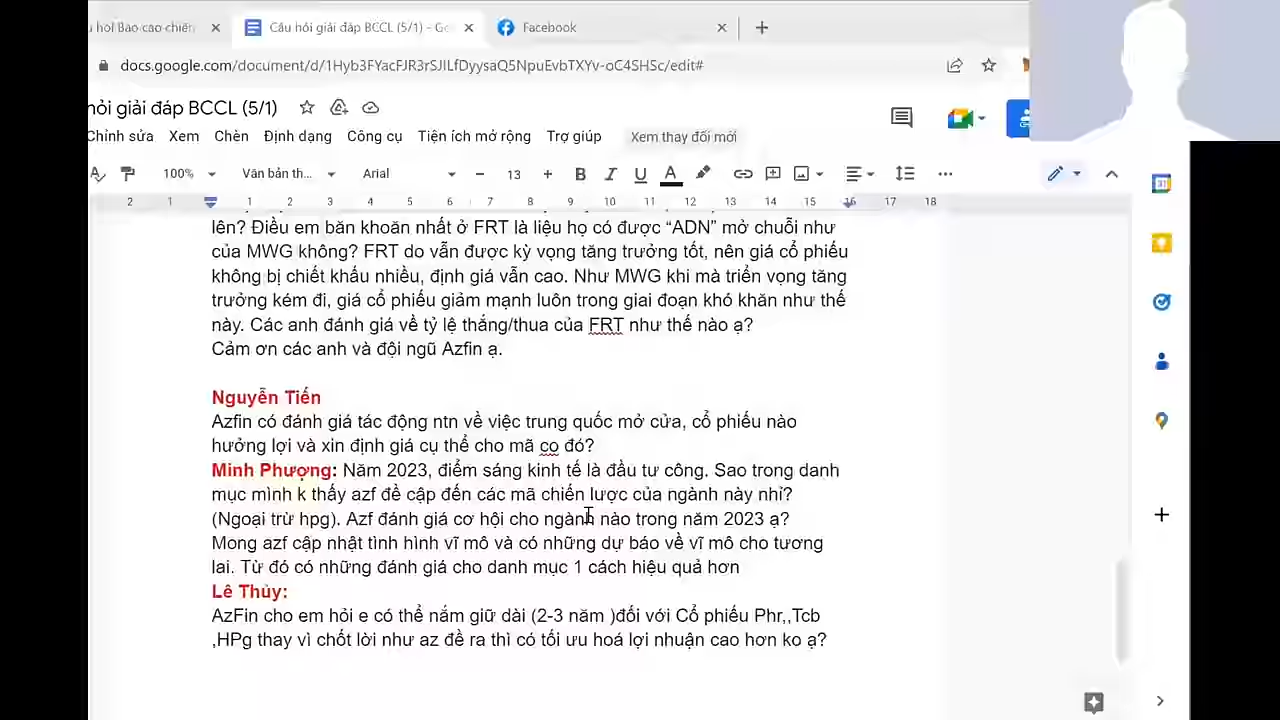 hỏi Bao cao chiến
Câu hỏi giải đáp BCCL (5/1) - Go
Facebook
docs.google.com/document/d/1Hyb3FYacFJR3rSJILfDyysaQ5NpuEvbTXYv-oC4SHSc/edit#
hỏi giải đáp BCCL (5/1)
Chỉnh sửa Xem Chèn Định dạng Công cụ Tiện ích mở rộng Trợ giúp Xem thay đổi mới
100% Văn bản th... Arial 13
2 1 1 2 3 4 5 6 7 8 9 10 11 12 13 14 15 16 17 18
lên? Điều em băn khoăn nhất ở FRT là liệu họ có được “ADN” mở chuỗi như
của MWG không? FRT do vẫn được kỳ vọng tăng trưởng tốt, nên giá cổ phiếu
không bị chiết khấu nhiều, định giá vẫn cao. Như MWG khi mà triển vọng tăng
trưởng kém đi, giá cổ phiếu giảm mạnh luôn trong giai đoạn khó khăn như thế
này. Các anh đánh giá về tỷ lệ thắng/thua của FRT như thế nào ạ?
Cảm ơn các anh và đội ngũ Azfin ạ.
Nguyễn Tiến
Azfin có đánh giá tác động ntn về việc trung quốc mở cửa, cổ phiếu nào
hưởng lợi và xin định giá cụ thể cho mã co đó?
Minh Phượng: Năm 2023, điểm sáng kinh tế là đầu tư công. Sao trong danh
mục mình k thấy azf đề cập đến các mã chiến lược của ngành này nhỉ?
(Ngoại trừ hpg). Azf đánh giá cơ hội cho ngành nào trong năm 2023 ạ?
Mong azf cập nhật tình hình vĩ mô và có những dự báo về vĩ mô cho tương
lai. Từ đó có những đánh giá cho danh mục 1 cách hiệu quả hơn
Lê Thủy:
AzFin cho em hỏi e có thể nắm giữ dài (2-3 năm )đối với Cổ phiếu Phr,,Tcb
,HPg thay vì chốt lời như az đề ra thì có tối ưu hoá lợi nhuận cao hơn ko ạ?